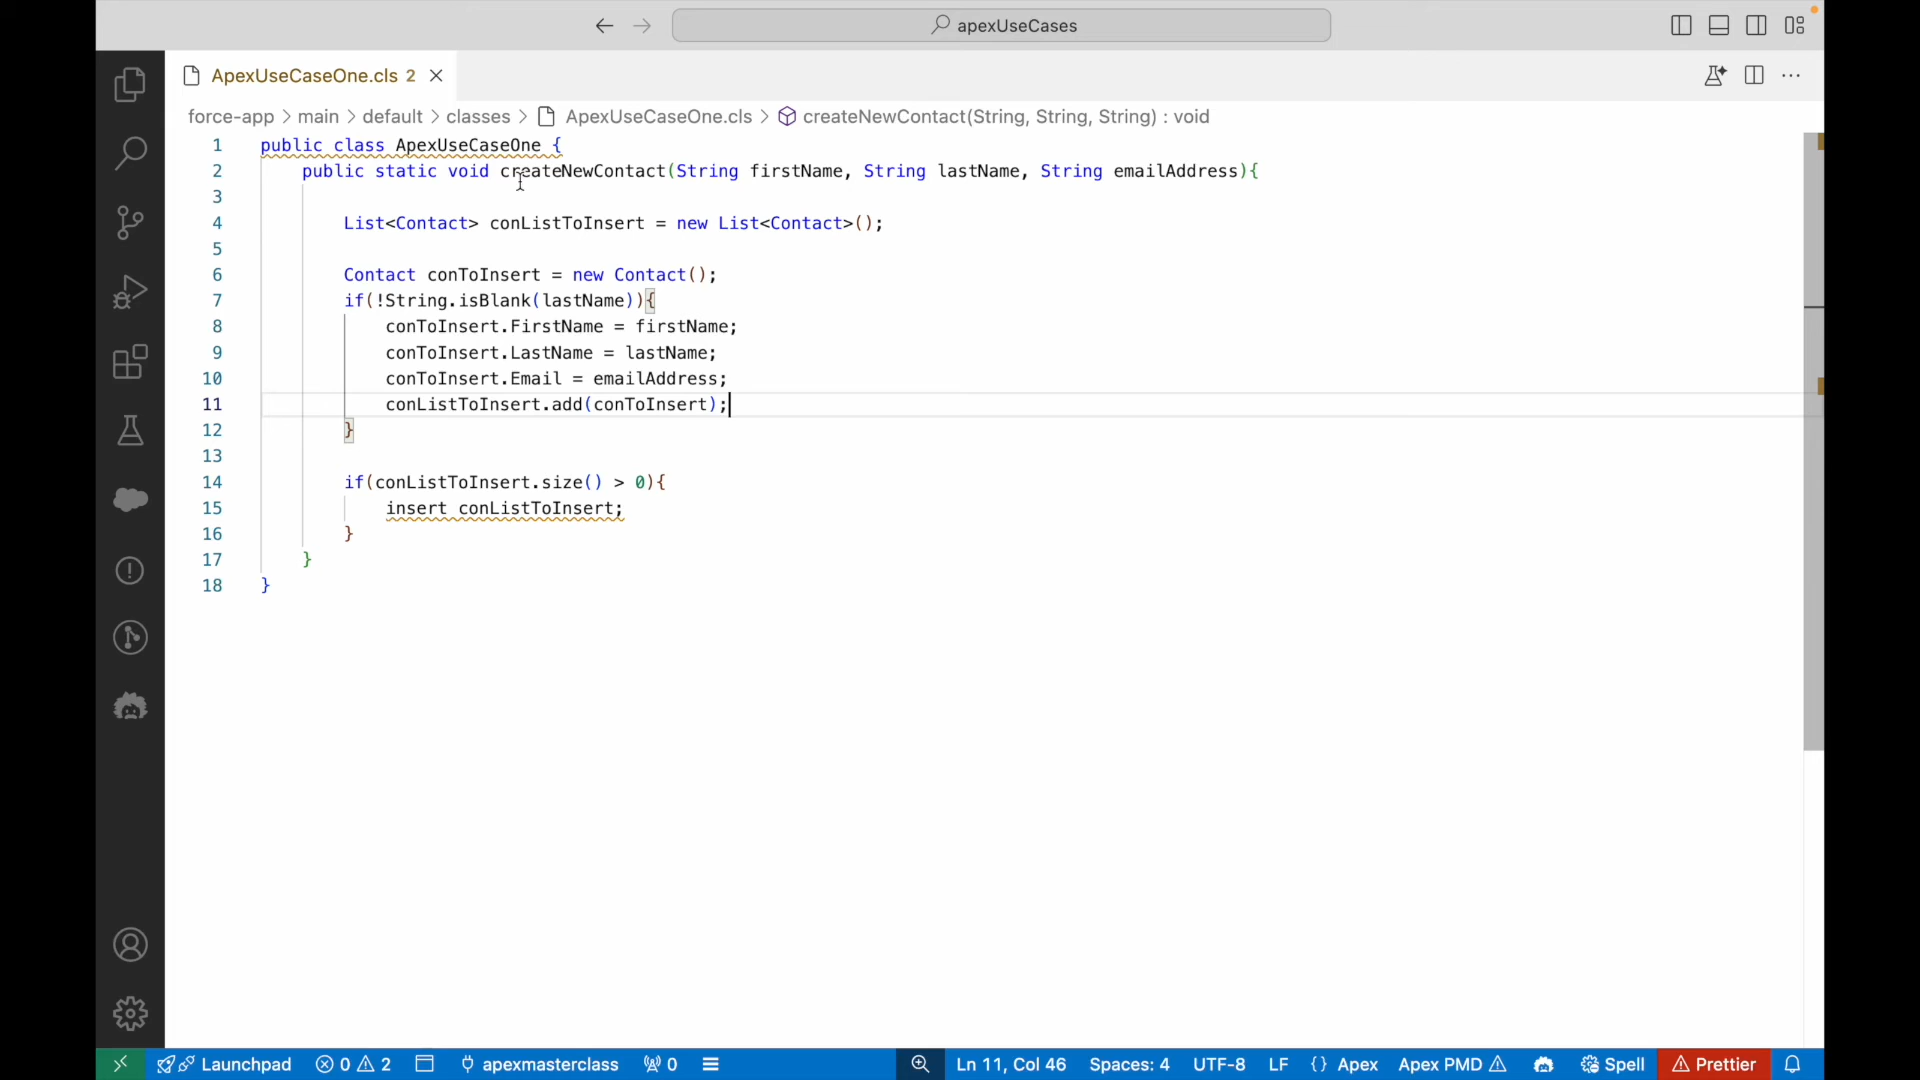 apexUseCases
ApexUseCaseOne.cls 2
force-app > main > default > classes > ApexUseCaseOne.cls > createNewContact(String, String, String) : void
1 public class ApexUseCaseOne {
2 public static void createNewContact(String firstName, String lastName, String emailAddress){
3
4 List<Contact> conListToInsert = new List<Contact>();
5
6 Contact conToInsert = new Contact();
7 if(!String.isBlank(lastName)){
8 conToInsert.FirstName = firstName;
9 conToInsert.LastName = lastName;
10 conToInsert.Email = emailAddress;
11 conListToInsert.add(conToInsert);
12 }
13
14 if(conListToInsert.size() > 0){
15 insert conListToInsert;
16 }
17 }
18 }
Launchpad 0 2 apexmasterclass 0 Ln 11, Col 46 Spaces: 4 UTF-8 LF {} Apex Apex PMD Spell Prettier